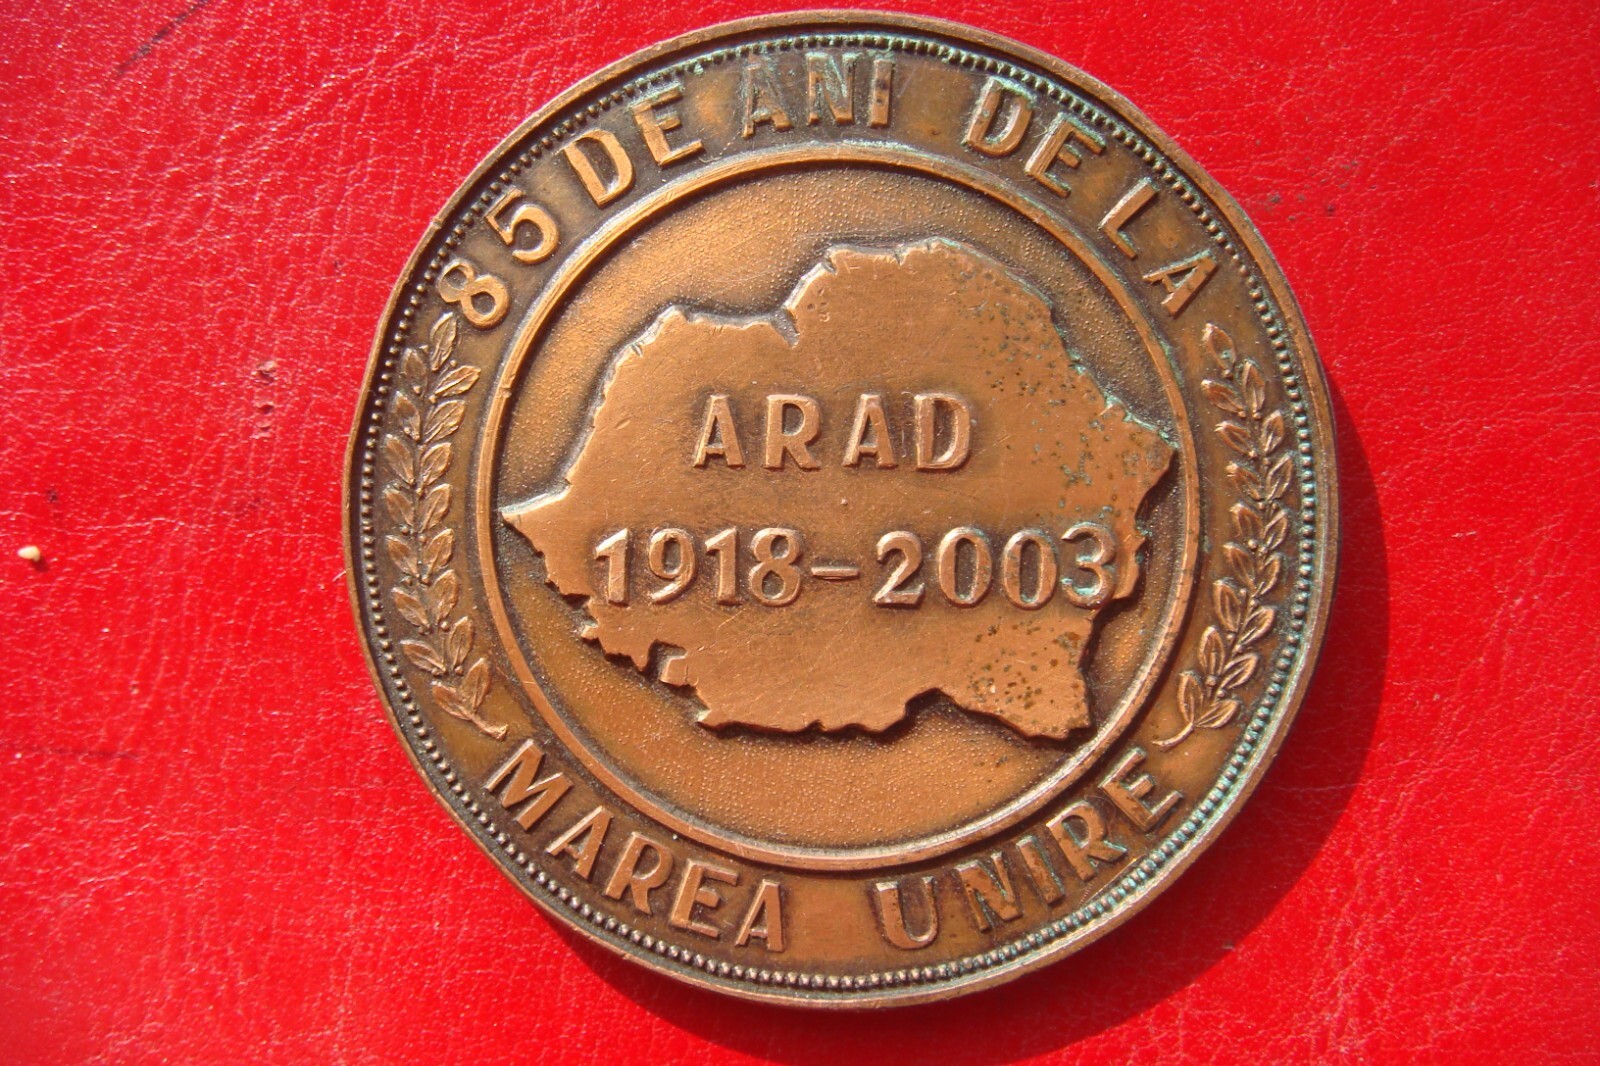 85 DE ANI DE LA
ARAD
1918-2003
MAREA UNIRE